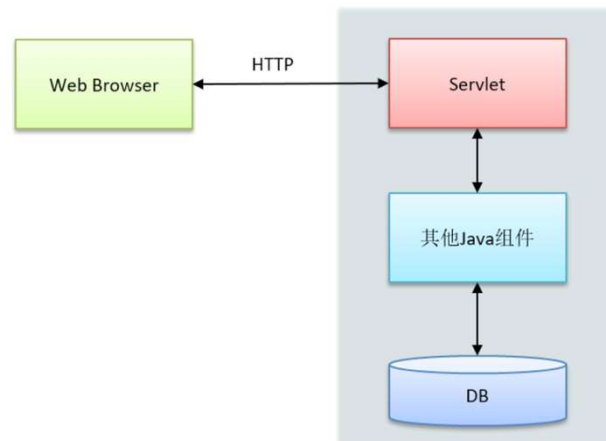 HTTP
Web Browser
Servlet
其他Java组件
DB